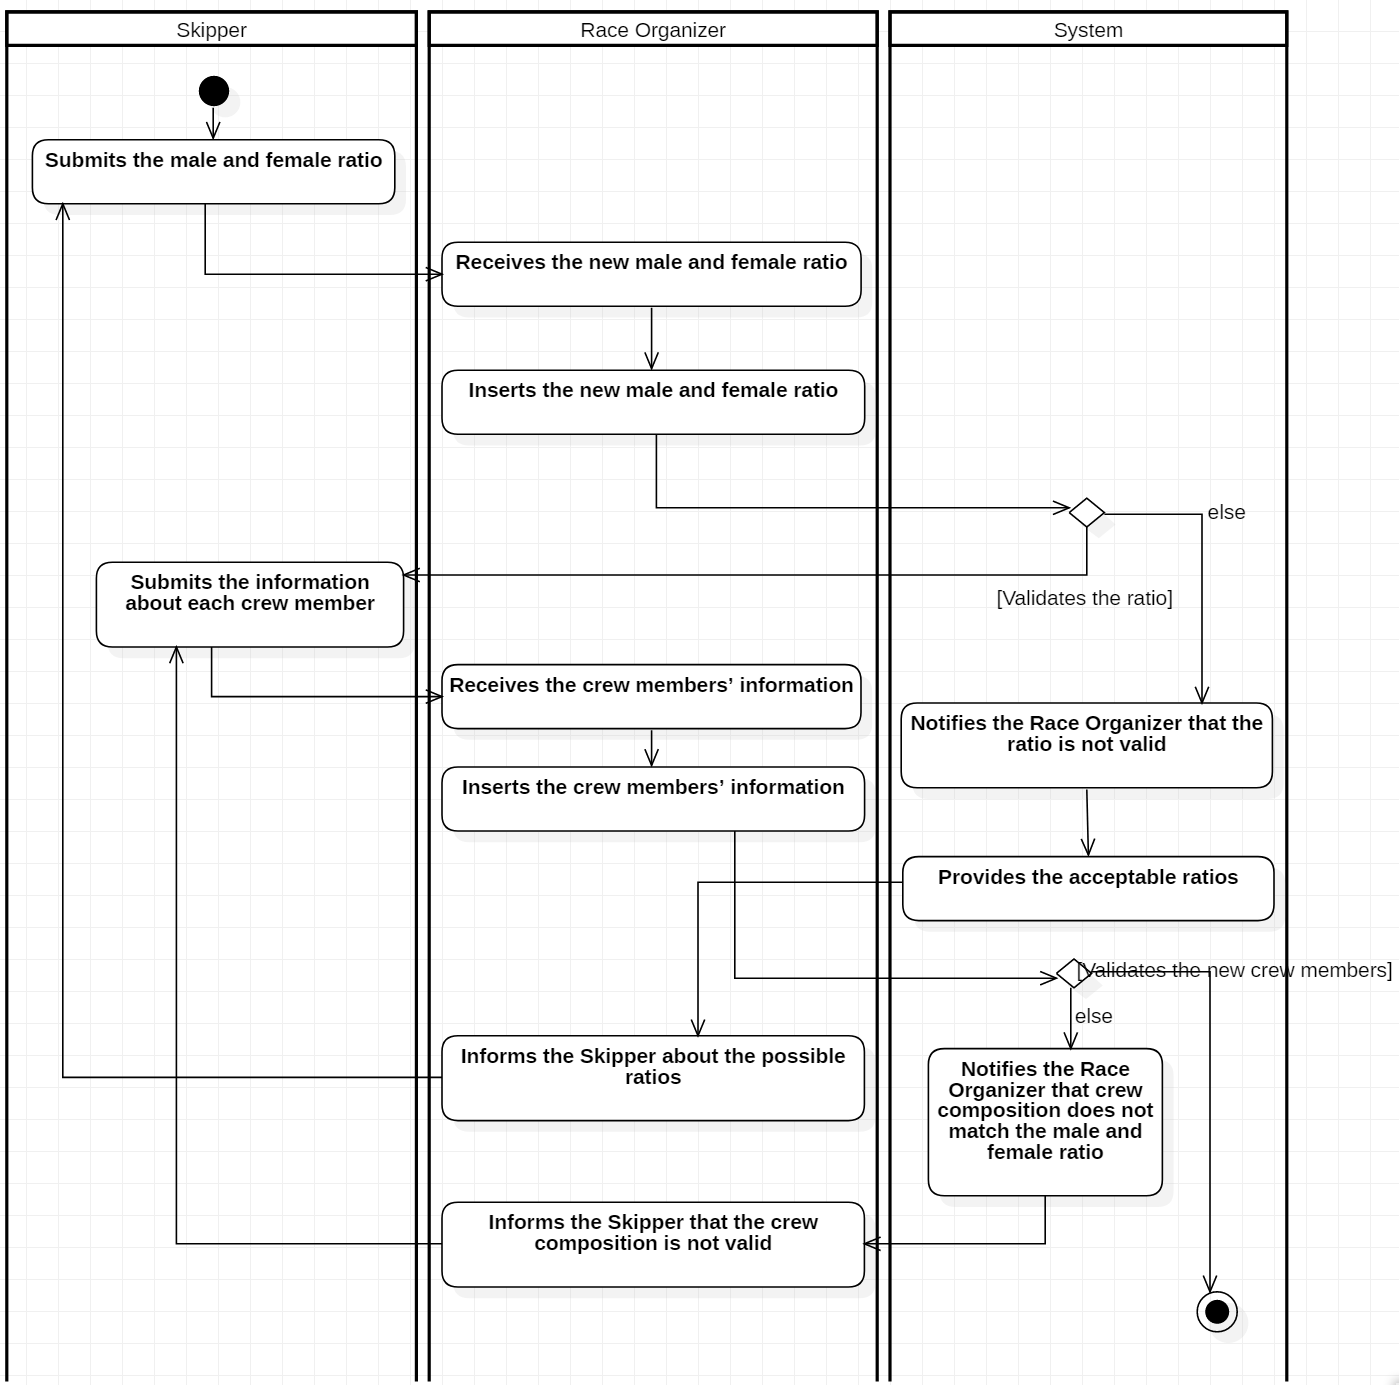 Skipper
Race Organizer
System
Submits the male and female ratio
Receives the new male and female ratio
Inserts the new male and female ratio
else
Submits the information
about each crew member
[Validates the ratio]
Receives the crew members’ information
Notifies the Race Organizer that the
ratio is not valid
Inserts the crew members’ information
Provides the acceptable ratios
[Validates the new crew members]
else
Informs the Skipper about the possible
ratios
Notifies the Race
Organizer that crew
composition does not
match the male and
female ratio
Informs the Skipper that the crew
composition is not valid